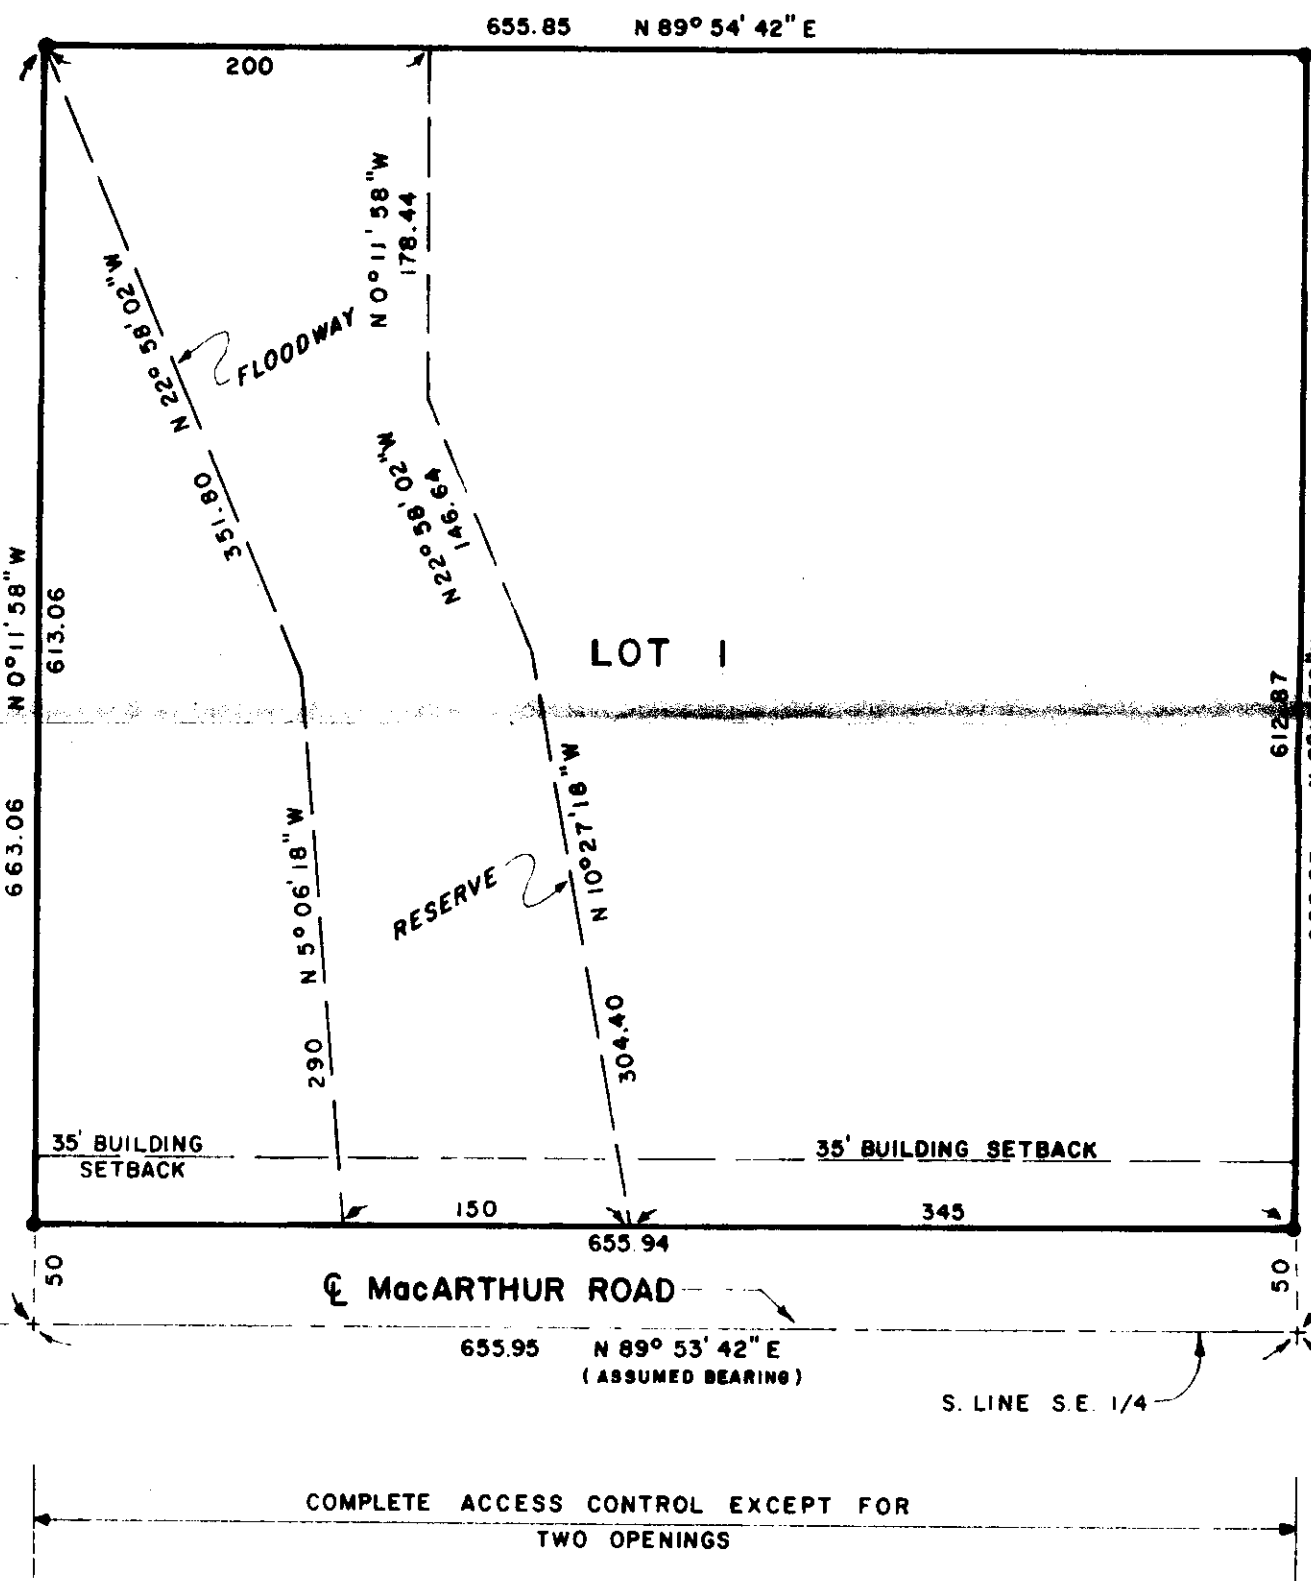 655.85 N 89° 54' 42" E
200
N 0° 11' 58" W
178.44
N 22° 58' 02" W
351.80
FLOODWAY
N 22° 58' 02" W
146.64
N 0° 11' 58" W
613.06
663.06
LOT 1
612.87
N 5° 06' 18" W
290
RESERVE
N 10° 27' 18" W
304.40
35' BUILDING
SETBACK
35' BUILDING SETBACK
150
345
655.94
50
50
℄ MacARTHUR ROAD
655.95 N 89° 53' 42" E
(ASSUMED BEARING)
S. LINE S.E. 1/4
COMPLETE ACCESS CONTROL EXCEPT FOR
TWO OPENINGS